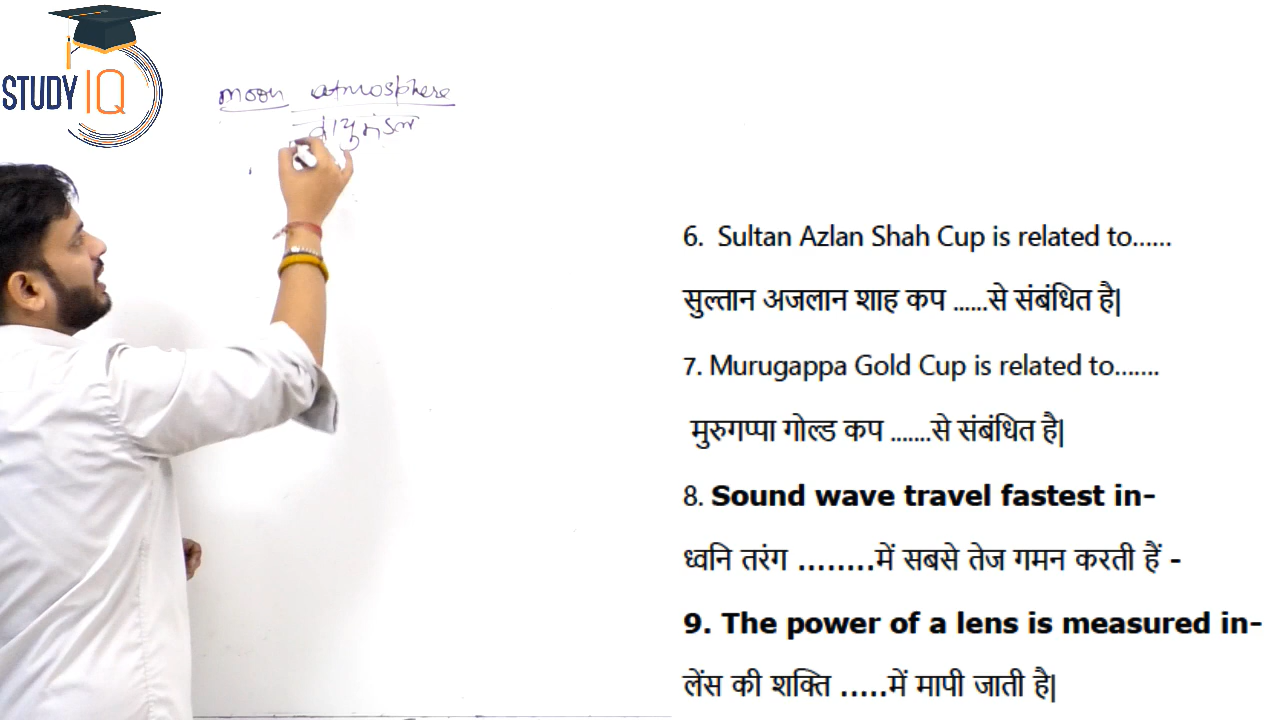 STUDY IQ
moon atmosphere
वायुमंडल
6. Sultan Azlan Shah Cup is related to......
सुल्तान अजलान शाह कप ......से संबंधित है|
7. Murugappa Gold Cup is related to.......
मुरुगप्पा गोल्ड कप .......से संबंधित है|
8. Sound wave travel fastest in-
ध्वनि तरंग ........में सबसे तेज गमन करती हैं -
9. The power of a lens is measured in-
लेंस की शक्ति .....में मापी जाती है|